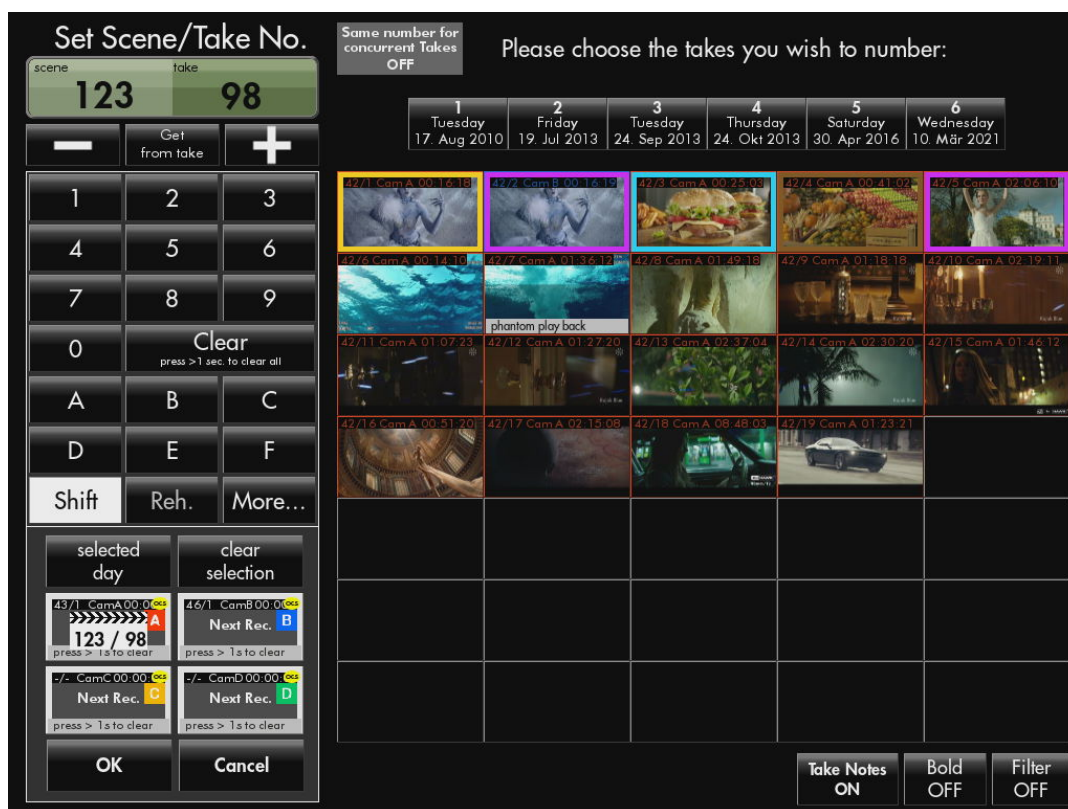 Set Scene/Take No.
scene
take
123
98
Get
from take
1
2
3
4
5
6
7
8
9
0
Clear
press >1 sec. to clear all
A
B
C
D
E
F
Shift
Reh.
More...
selected
day
clear
selection
43/1 CamA 00:0
ocs
A
123 / 98
press > 1s to clear
46/1 CamB 00:0
ocs
Next Rec.
B
press > 1s to clear
-/- CamC 00:00:
ocs
Next Rec.
C
press > 1s to clear
-/- CamD 00:00:
ocs
Next Rec.
D
press > 1s to clear
OK
Cancel
Same number for
concurrent Takes
OFF
Please choose the takes you wish to number:
1
Tuesday
17. Aug 2010
2
Friday
19. Jul 2013
3
Tuesday
24. Sep 2013
4
Thursday
24. Okt 2013
5
Saturday
30. Apr 2016
6
Wednesday
10. Mär 2021
42/1 Cam A 00:16:18
42/2 Cam B 00:16:19
42/3 Cam A 00:25:03
42/4 Cam A 00:41:02
42/5 Cam A 02:06:10
42/6 Cam A 00:14:10
42/7 Cam A 01:36:12
phantom play back
42/8 Cam A 01:49:18
42/9 Cam A 01:18:18
42/10 Cam A 02:19:11
42/11 Cam A 01:07:23
42/12 Cam A 01:27:20
42/13 Cam A 02:37:04
42/14 Cam A 02:30:20
42/15 Cam A 01:46:12
42/16 Cam A 00:51:20
42/17 Cam A 02:15:08
42/18 Cam A 08:48:03
42/19 Cam A 01:23:21
Take Notes
ON
Bold
OFF
Filter
OFF